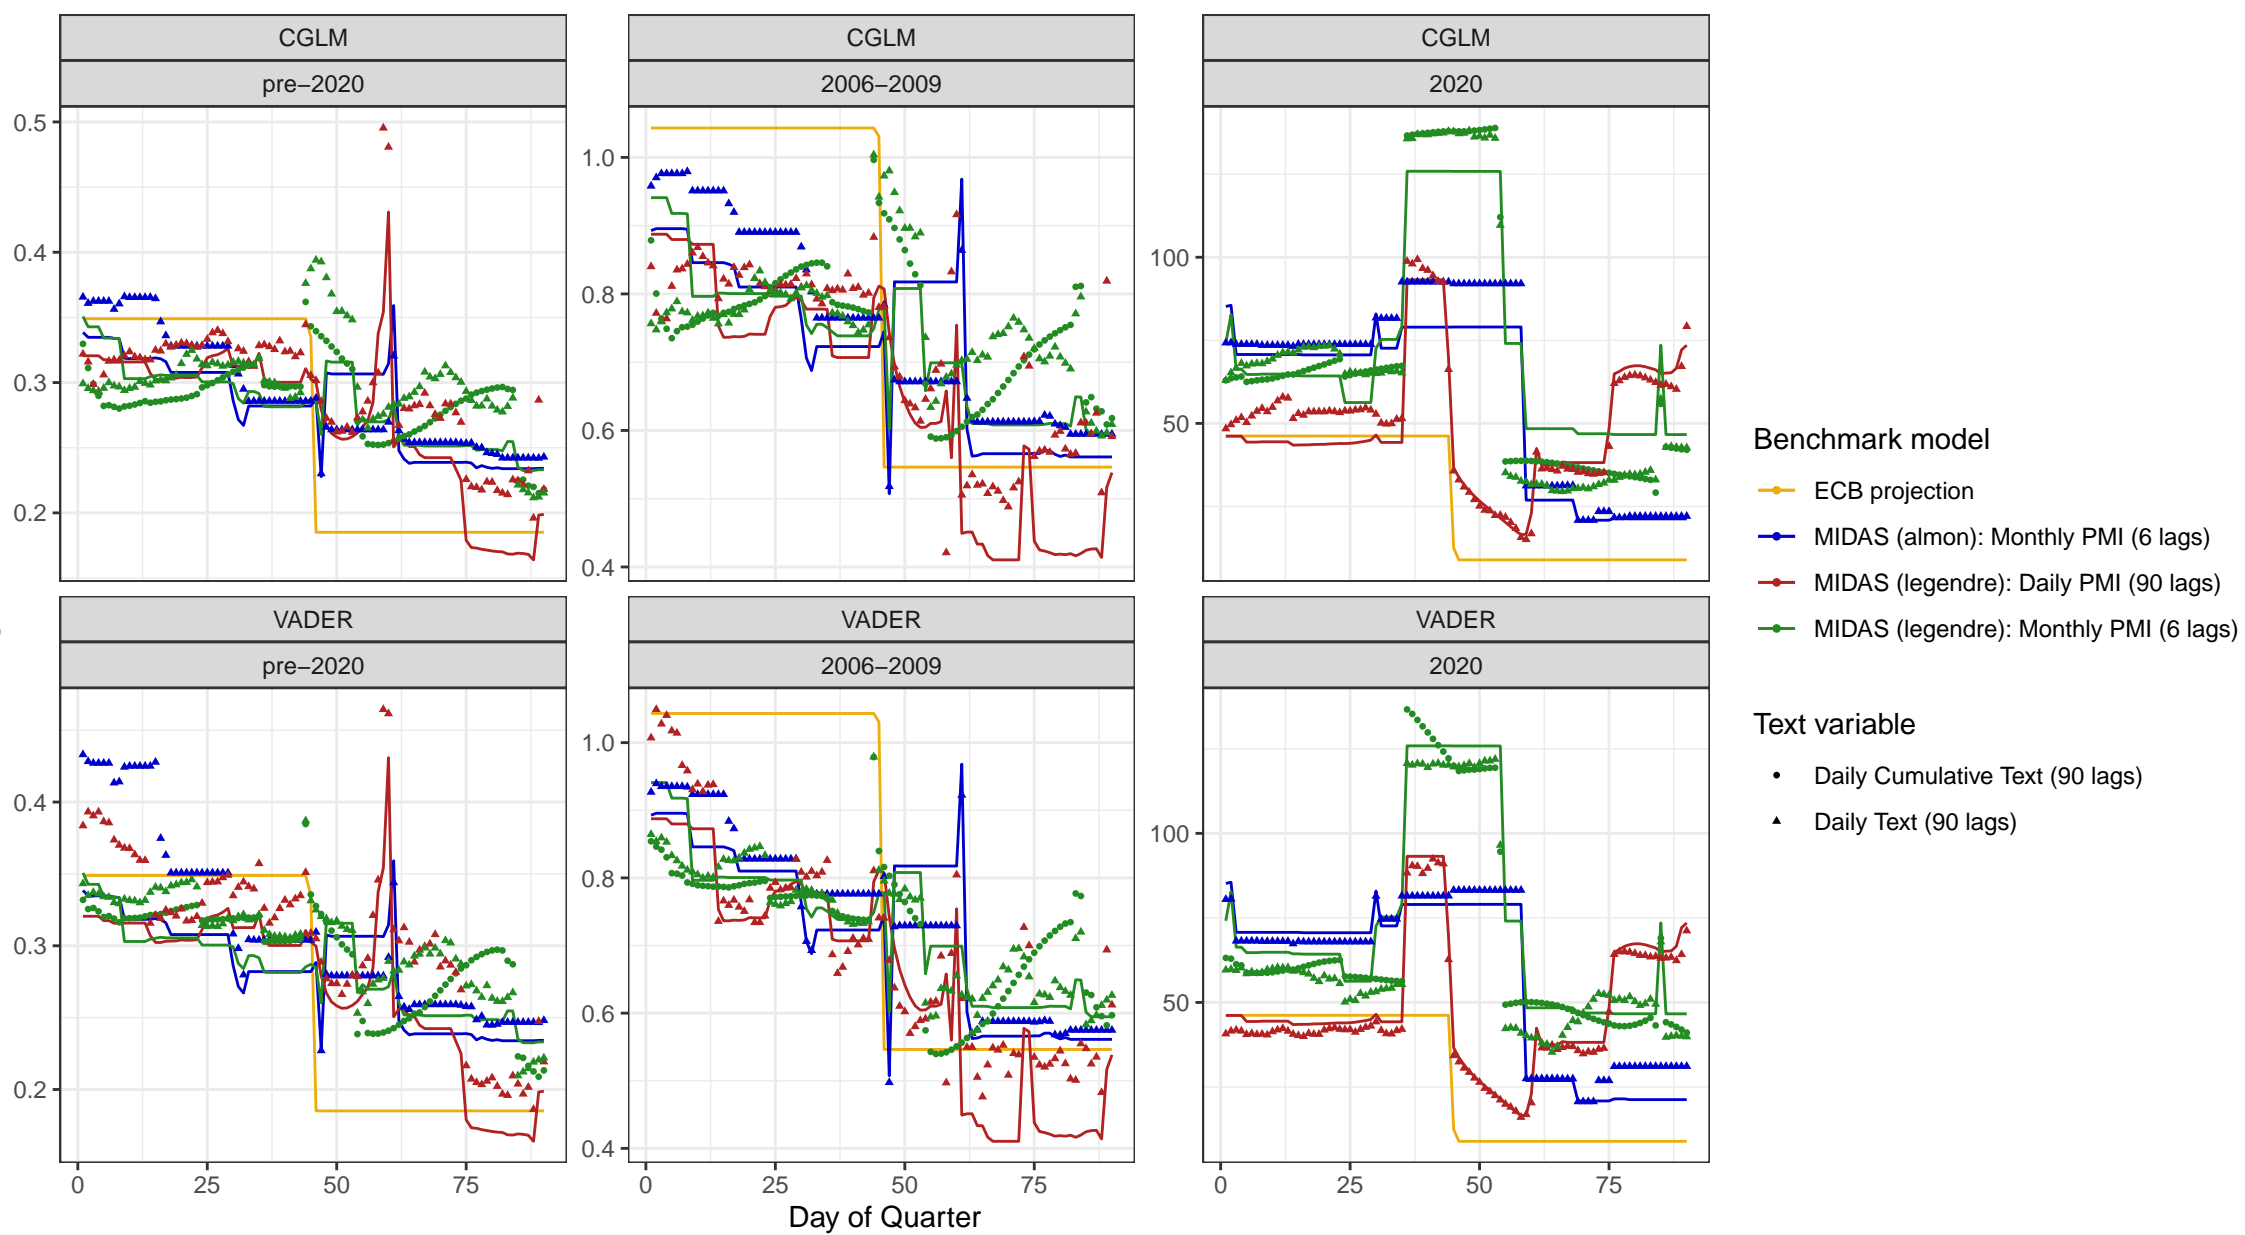 CGLM
CGLM
CGLM
pre−2020
2006−2009
2020
0.5
0.4
0.3
0.2
1.0
0.8
0.6
0.4
100
50
VADER
VADER
VADER
pre−2020
2006−2009
2020
0.4
0.3
0.2
1.0
0.8
0.6
0.4
100
50
0 25 50 75
0 25 50 75
0 25 50 75
Day of Quarter
Benchmark model
ECB projection
MIDAS (almon): Monthly PMI (6 lags)
MIDAS (legendre): Daily PMI (90 lags)
MIDAS (legendre): Monthly PMI (6 lags)
Text variable
Daily Cumulative Text (90 lags)
Daily Text (90 lags)